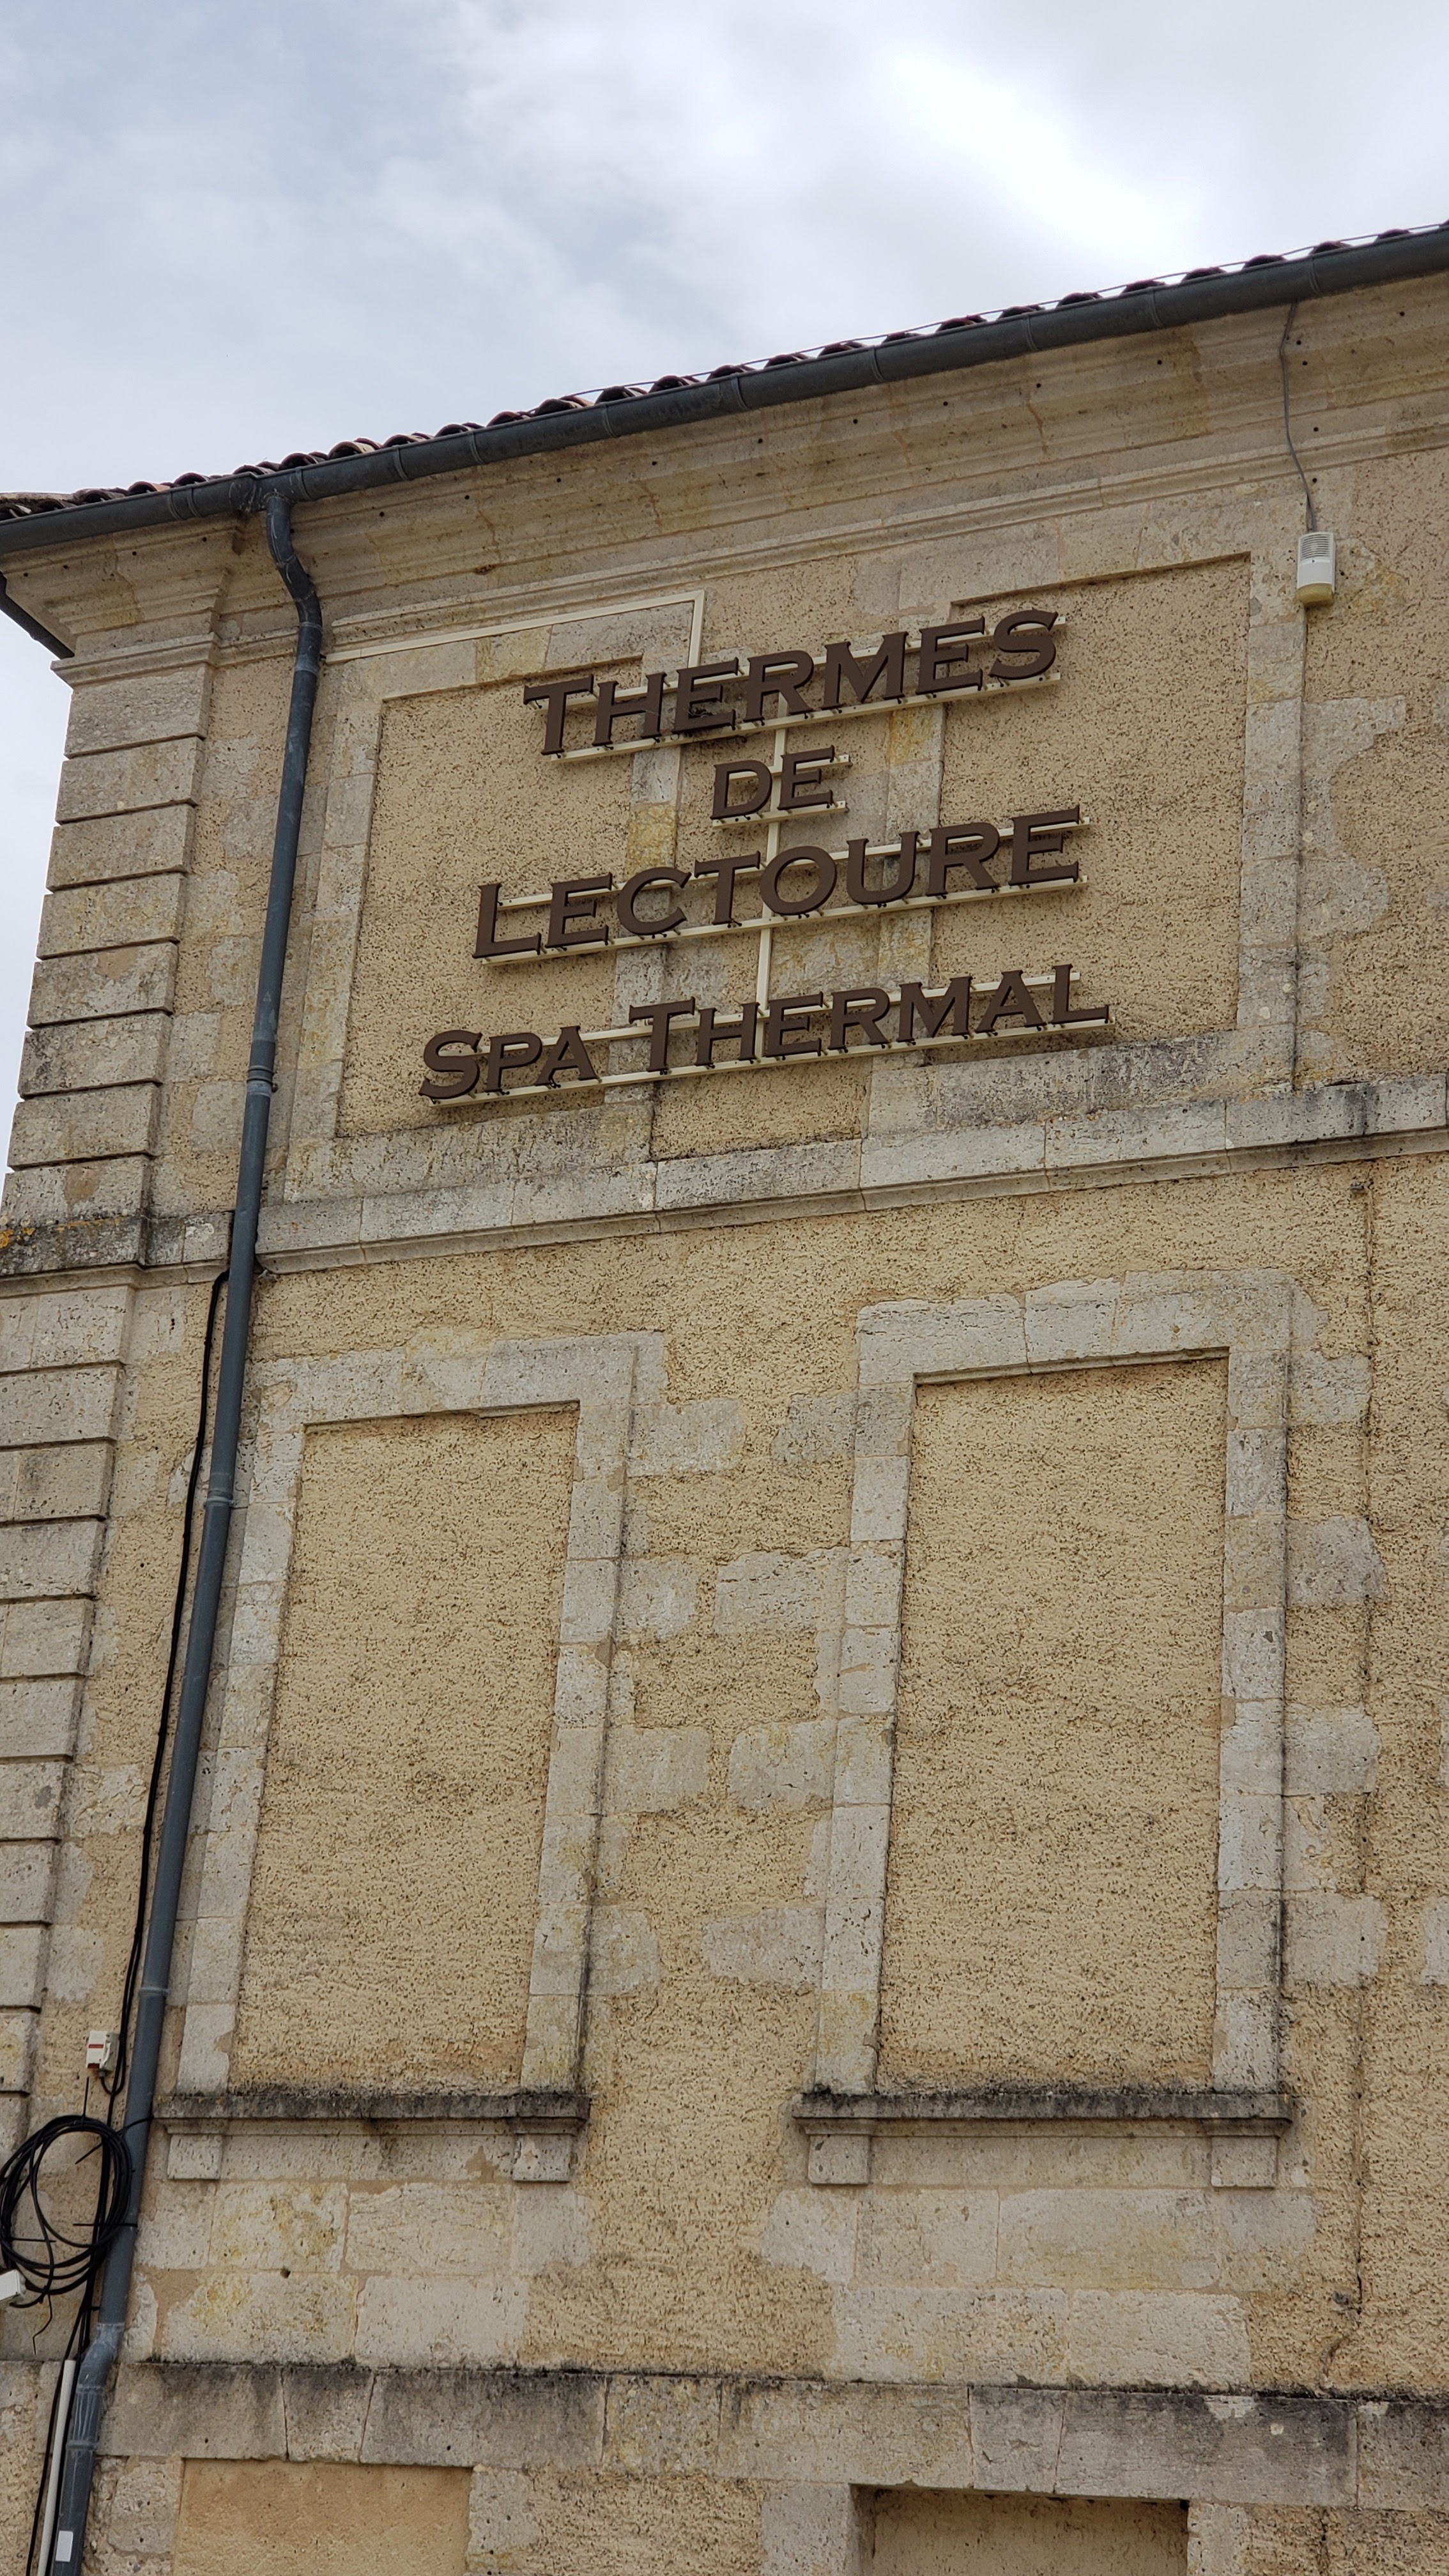 THERMES
DE
LECTOURE
SPA THERMAL